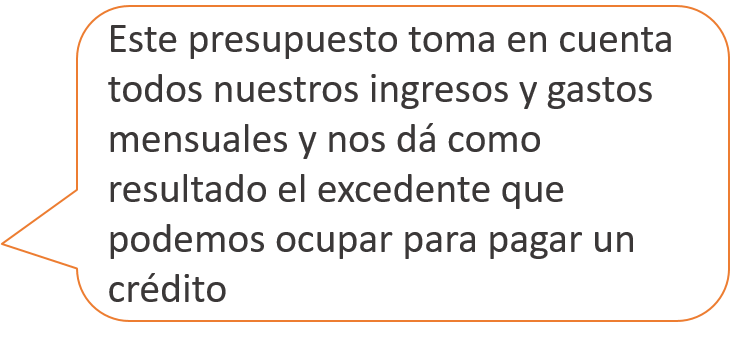 Este presupuesto toma en cuenta
todos nuestros ingresos y gastos
mensuales y nos dá como
resultado el excedente que
podemos ocupar para pagar un
crédito